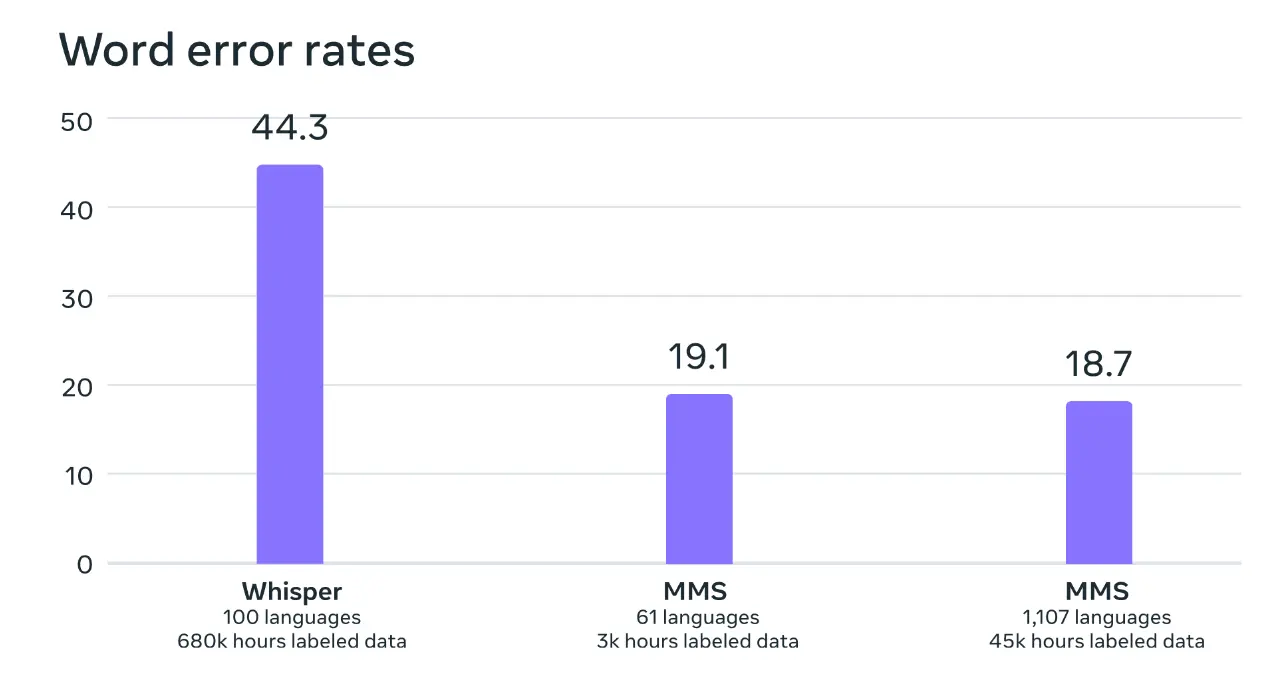 Word error rates
50
44.3
40
30
19.1
18.7
20
10
0
Whisper
100 languages
680k hours labeled data
MMS
61 languages
3k hours labeled data
MMS
1,107 languages
45k hours labeled data